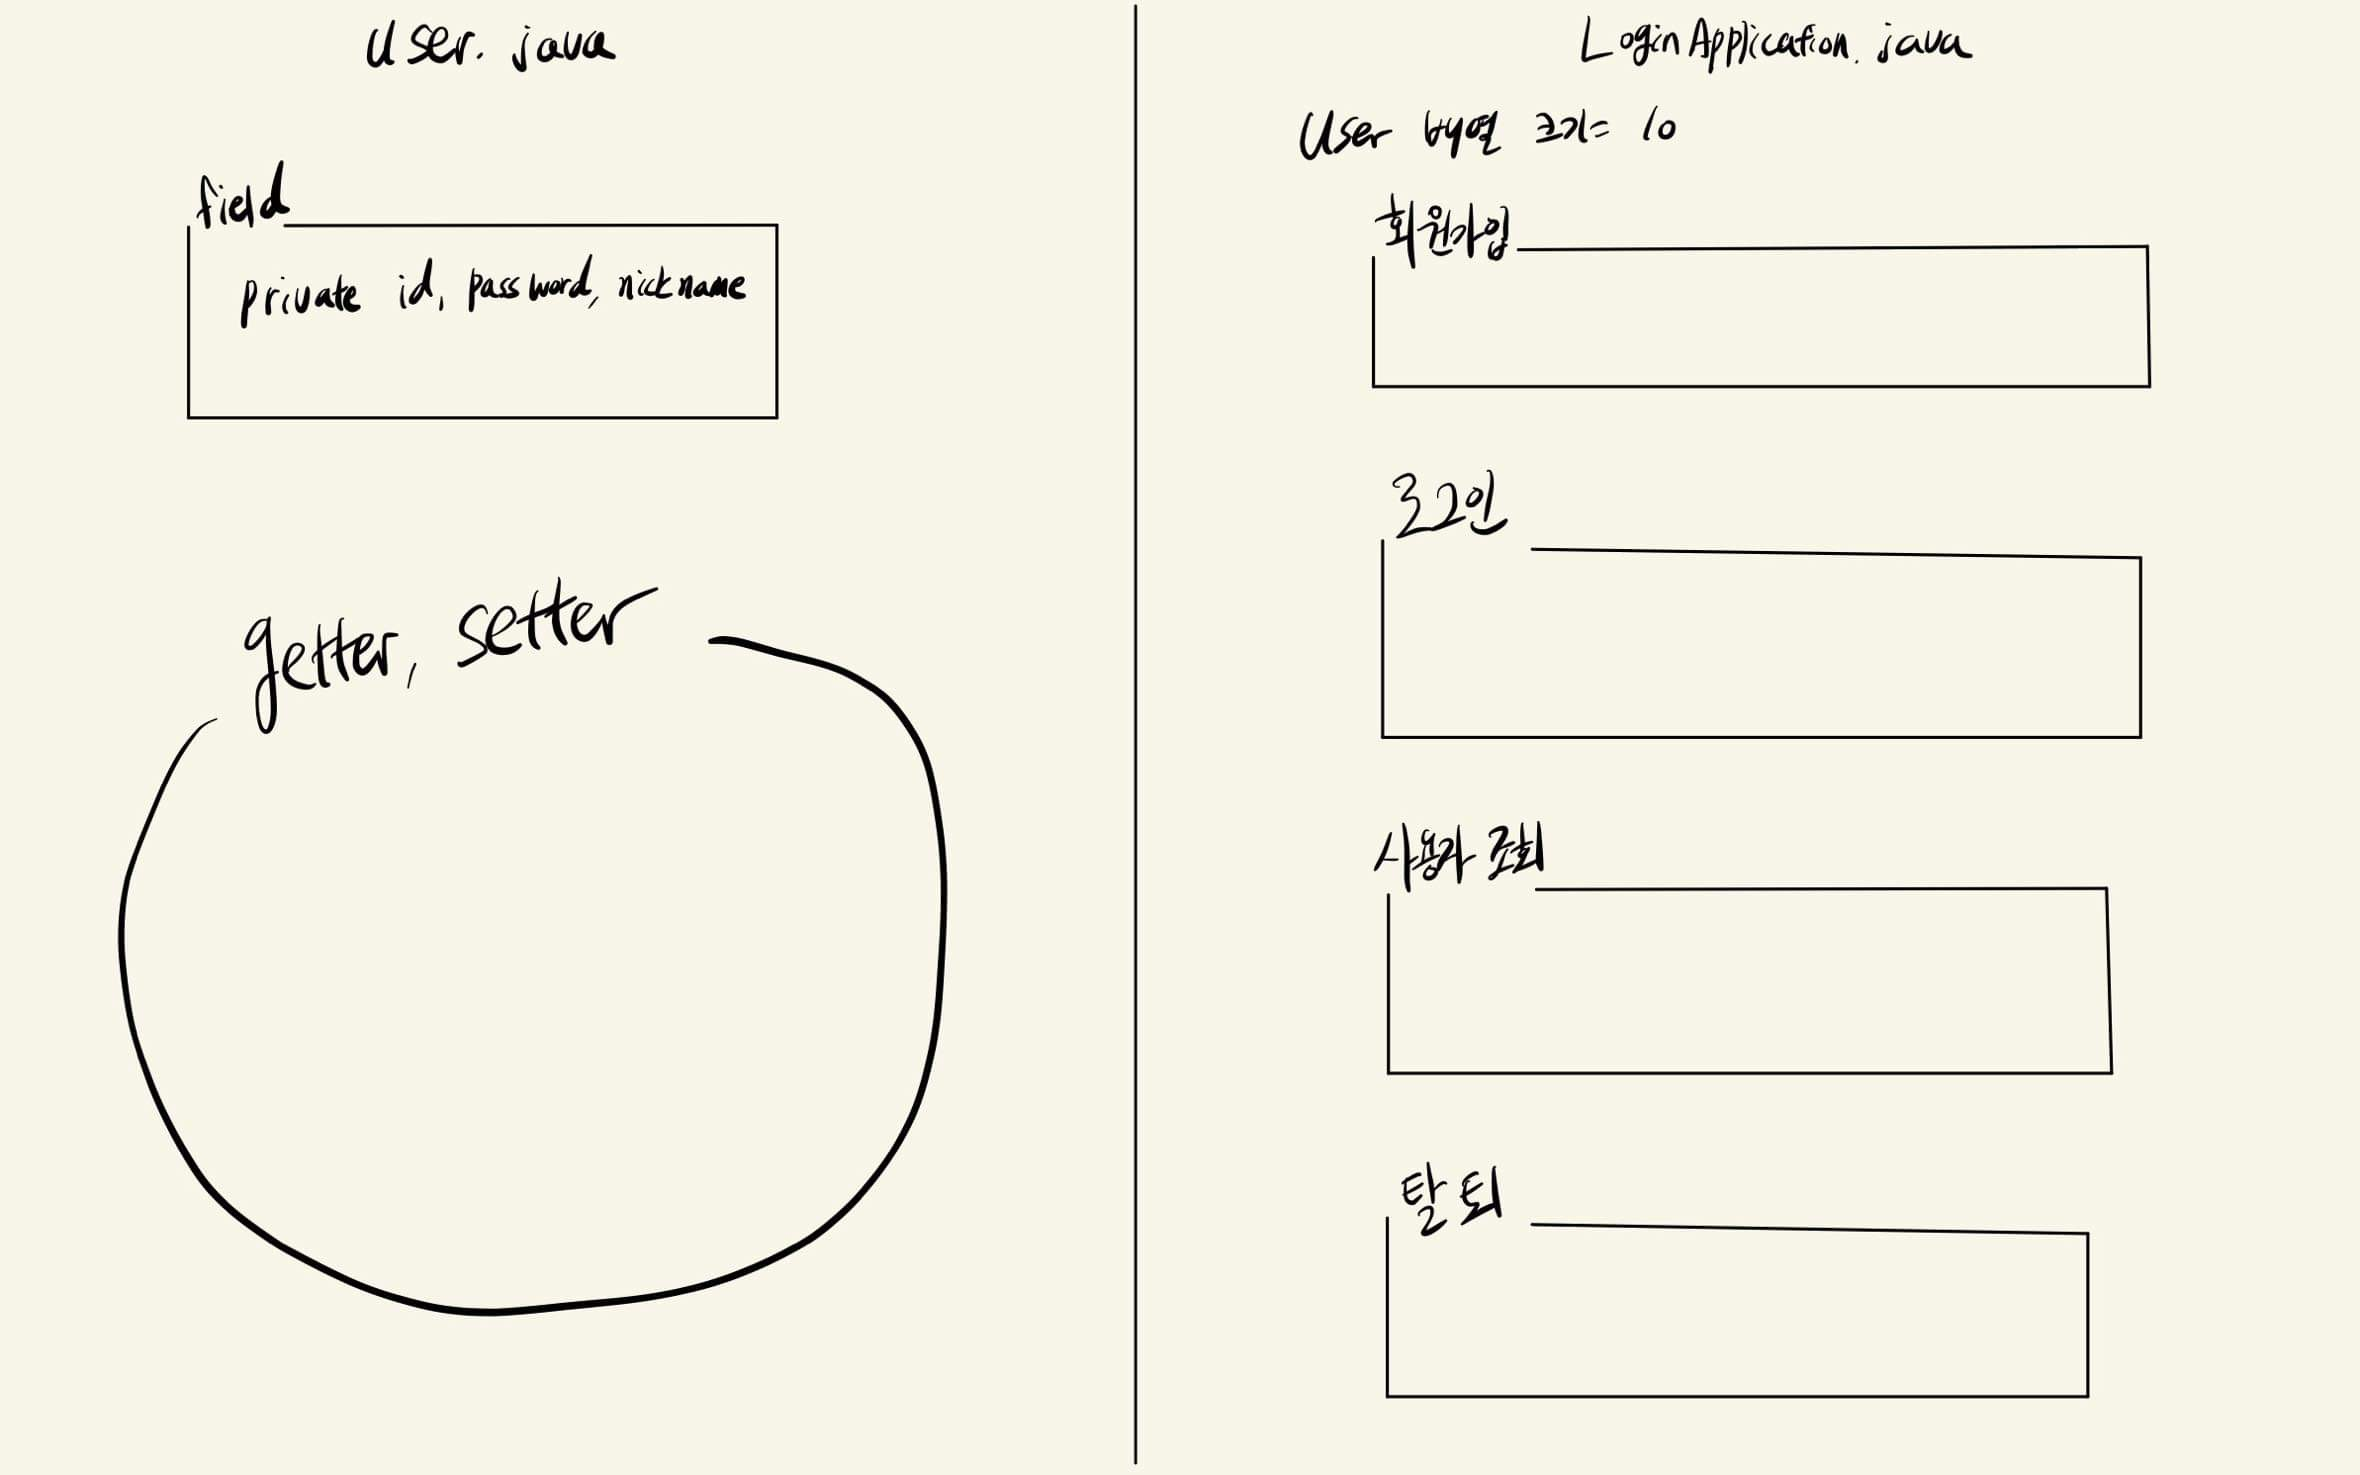 User. java
field
private id, password, nickname
getter, setter
LoginApplication. java
User 배열 크기= 10
회원가입
로그인
사용자 조회
탈퇴